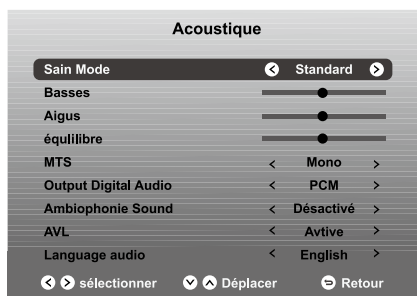 Acoustique
Sain Mode Standard
Basses
Aigus
équlilibre
MTS Mono
Output Digital Audio PCM
Ambiophonie Sound Désactivé
AVL Avtive
Language audio English
sélectionner Déplacer Retour